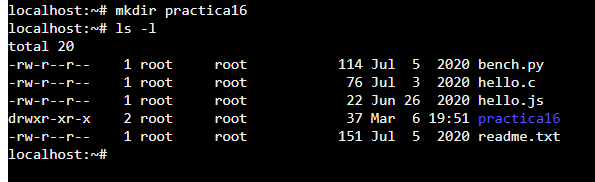 localhost:~# mkdir practica16
localhost:~# ls -l
total 20
-rw-r--r-- 1 root root 114 Jul 5 2020 bench.py
-rw-r--r-- 1 root root 76 Jul 3 2020 hello.c
-rw-r--r-- 1 root root 22 Jun 26 2020 hello.js
drwxr-xr-x 2 root root 37 Mar 6 19:51 practica16
-rw-r--r-- 1 root root 151 Jul 5 2020 readme.txt
localhost:~#